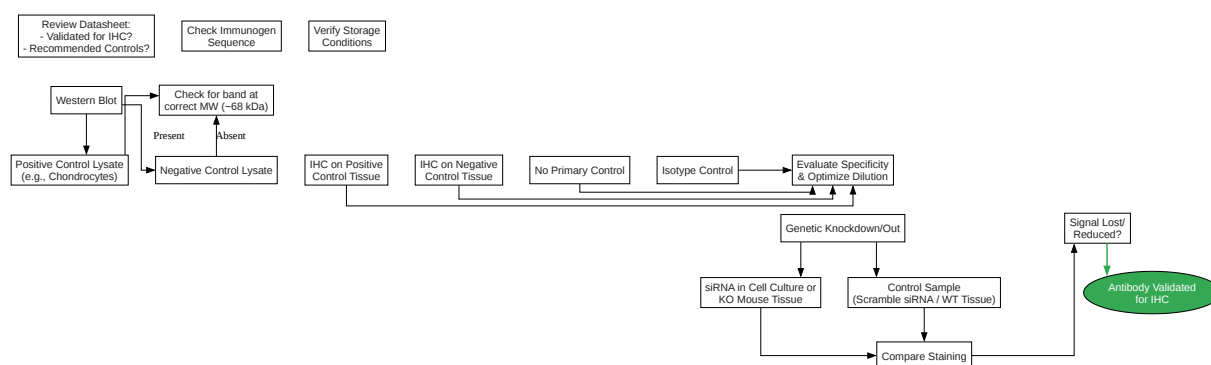 Review Datasheet:
- Validated for IHC?
- Recommended Controls?
Check Immunogen
Sequence
Verify Storage
Conditions
Western Blot
Check for band at
correct MW (~68 kDa)
Present
Absent
Positive Control Lysate
(e.g., Chondrocytes)
Negative Control Lysate
IHC on Positive
Control Tissue
IHC on Negative
Control Tissue
No Primary Control
Isotype Control
Evaluate Specificity
& Optimize Dilution
Genetic Knockdown/Out
Signal Lost/
Reduced?
siRNA in Cell Culture or
KO Mouse Tissue
Control Sample
(Scramble siRNA / WT Tissue)
Antibody Validated
for IHC
Compare Staining